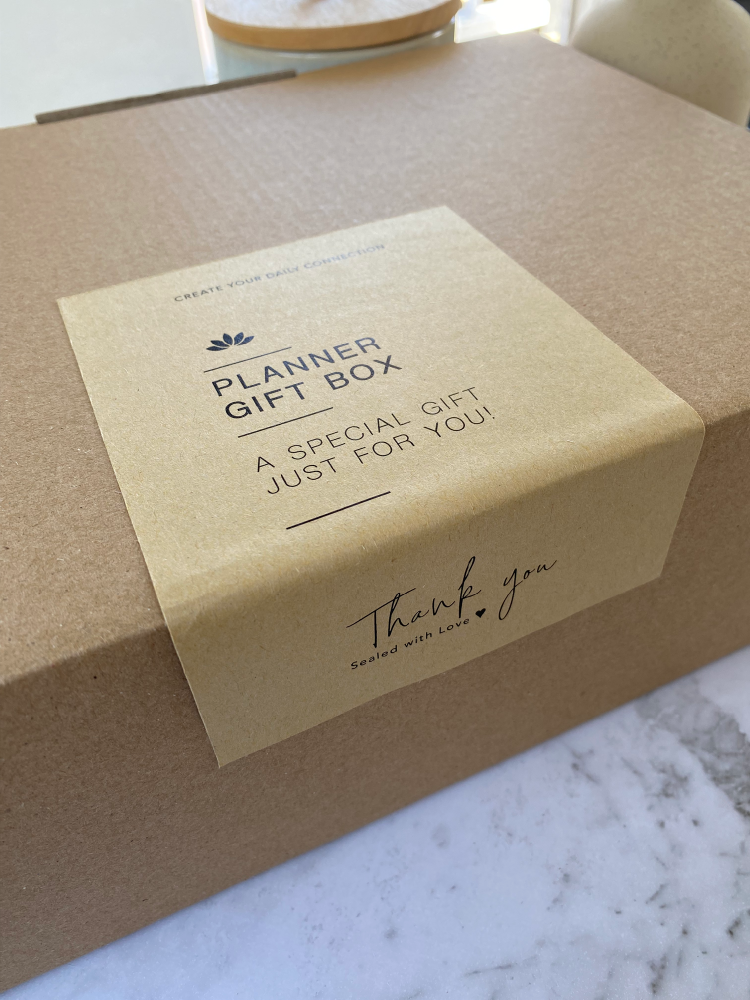 CREATE YOUR DAILY CONNECTION
PLANNER
GIFT BOX
A SPECIAL GIFT
JUST FOR YOU!
Thank you
Sealed with Love ♥